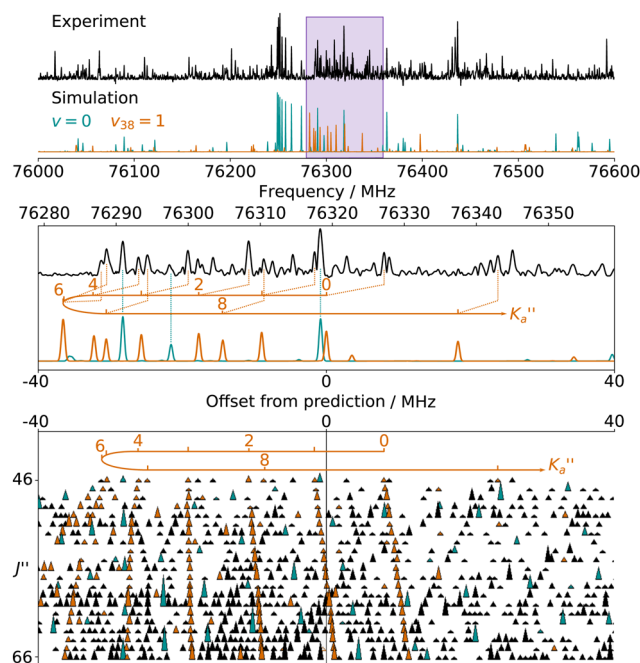 Experiment
Simulation
v=0 v₃₈=1
76000 76100 76200 76300 76400 76500 76600
Frequency / MHz
76280 76290 76300 76310 76320 76330 76340 76350
6 4 2 0
8
Kₐ''
-40 0 40
Offset from prediction / MHz
-40 0 40
6 4 2 0
8
Kₐ''
46
J''
66